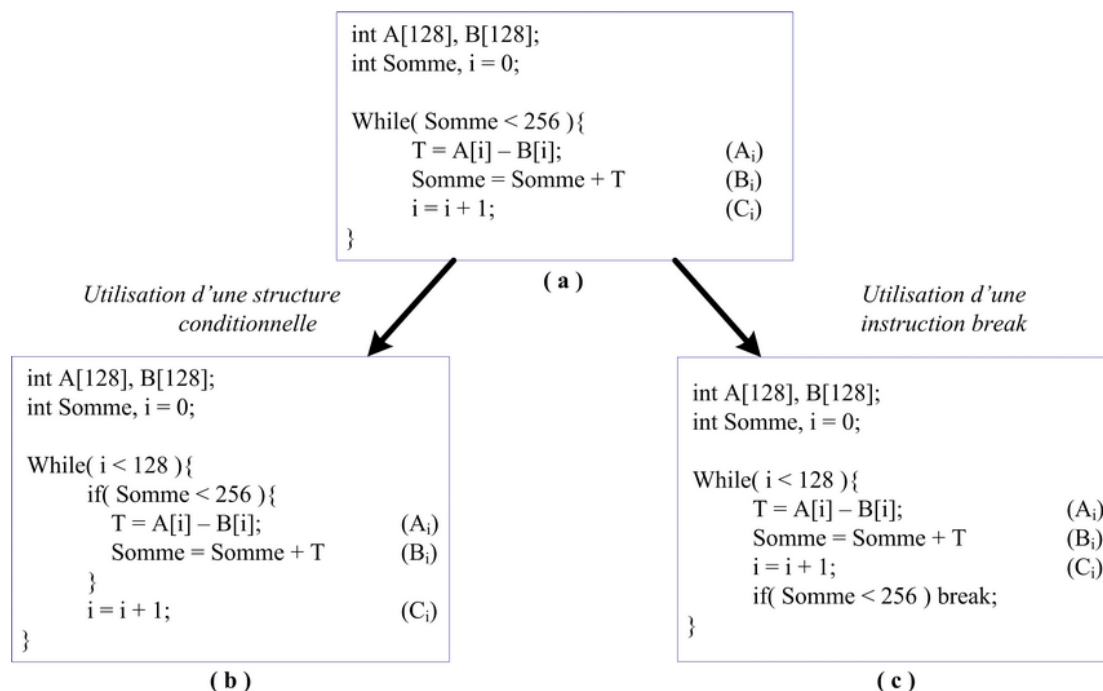 int A[128], B[128];
int Somme, i = 0;
While( Somme < 256 ){
T = A[i] – B[i]; (Ai)
Somme = Somme + T (Bi)
i = i + 1; (Ci)
}
( a )
Utilisation d’une structure
conditionnelle
Utilisation d’une
instruction break
int A[128], B[128];
int Somme, i = 0;
While( i < 128 ){
if( Somme < 256 ){
T = A[i] – B[i]; (Ai)
Somme = Somme + T (Bi)
}
i = i + 1; (Ci)
}
( b )
int A[128], B[128];
int Somme, i = 0;
While( i < 128 ){
T = A[i] – B[i]; (Ai)
Somme = Somme + T (Bi)
i = i + 1; (Ci)
if( Somme < 256 ) break;
}
( c )